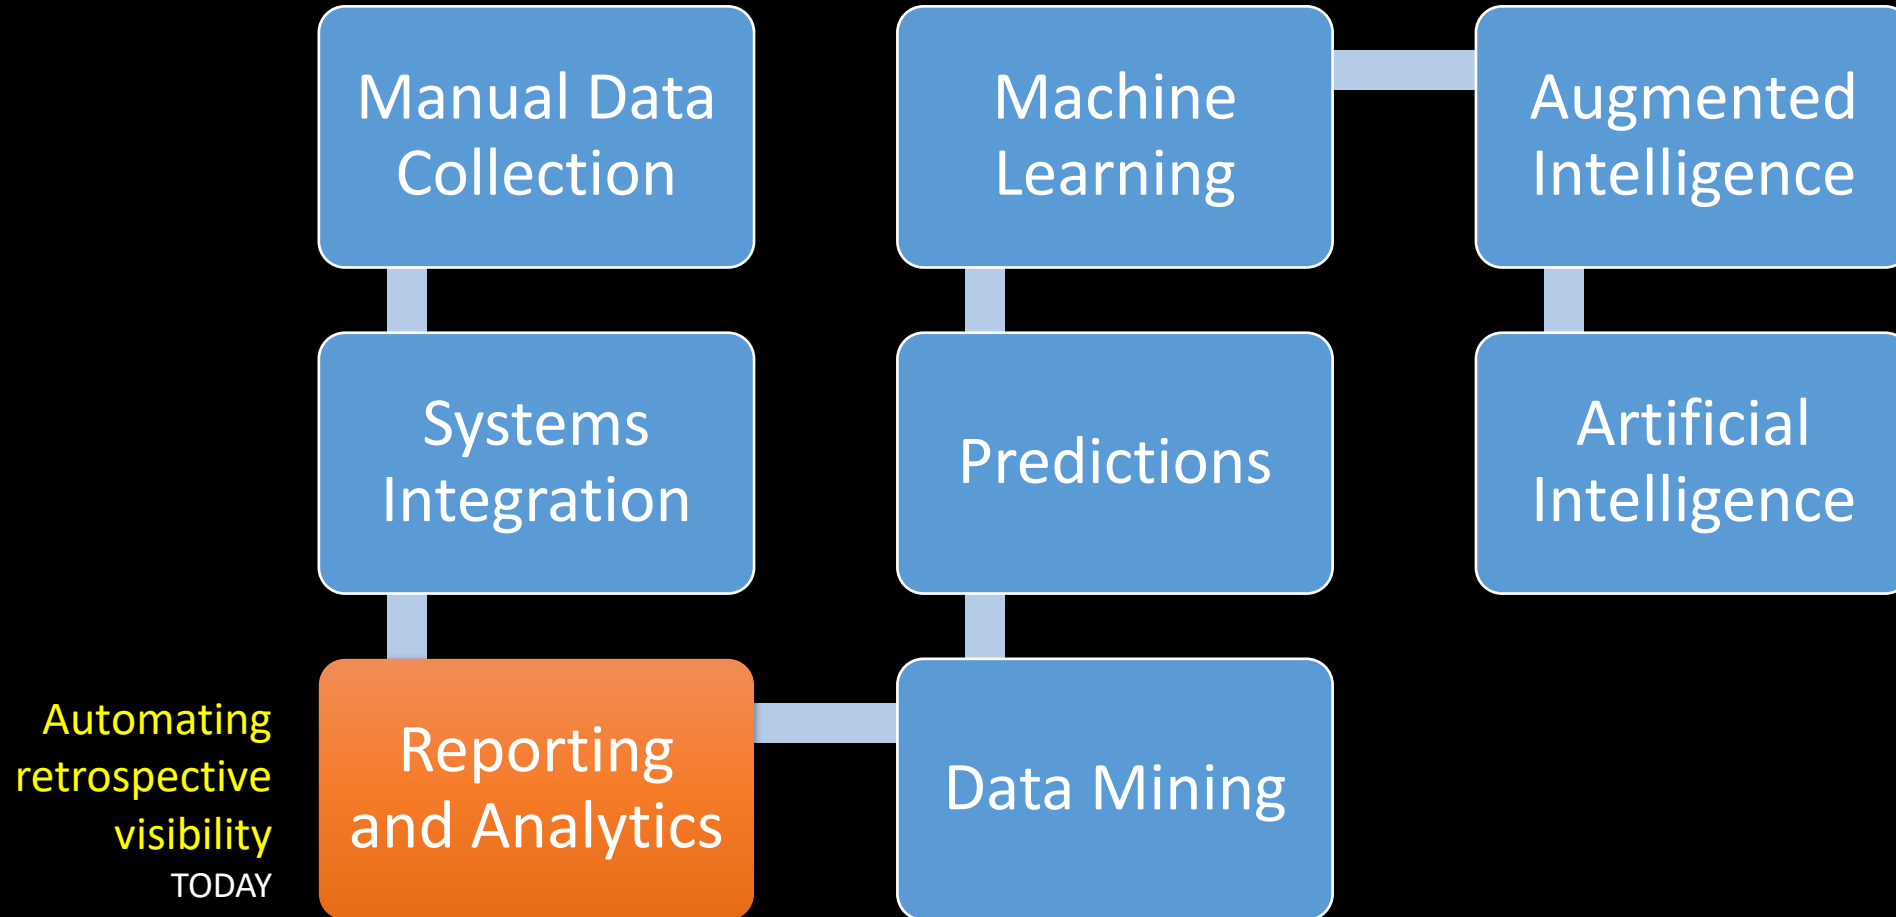 Manual Data
Collection
Systems
Integration
Automating
retrospective
visibility
TODAY
Reporting
and Analytics
Data Mining
Predictions
Machine
Learning
Augmented
Intelligence
Artificial
Intelligence